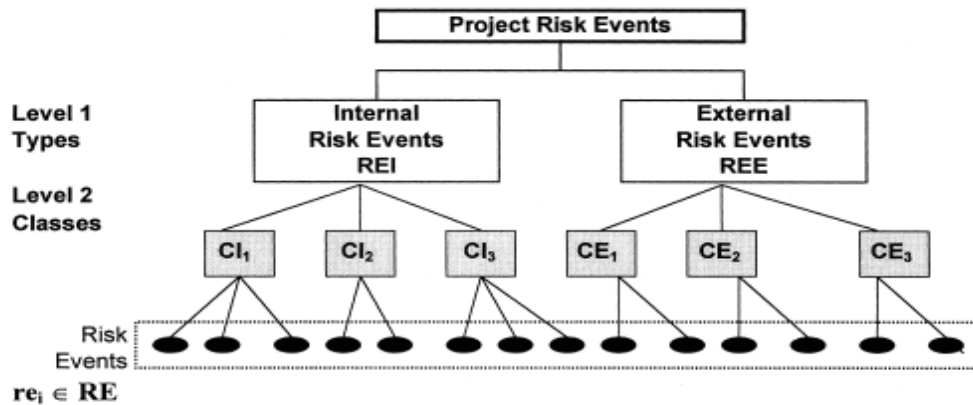 Project Risk Events
Level 1
Types
Internal
Risk Events
REI
External
Risk Events
REE
Level 2
Classes
CI₁
CI₂
CI₃
CE₁
CE₂
CE₃
Risk
Events
reᵢ ∈ RE